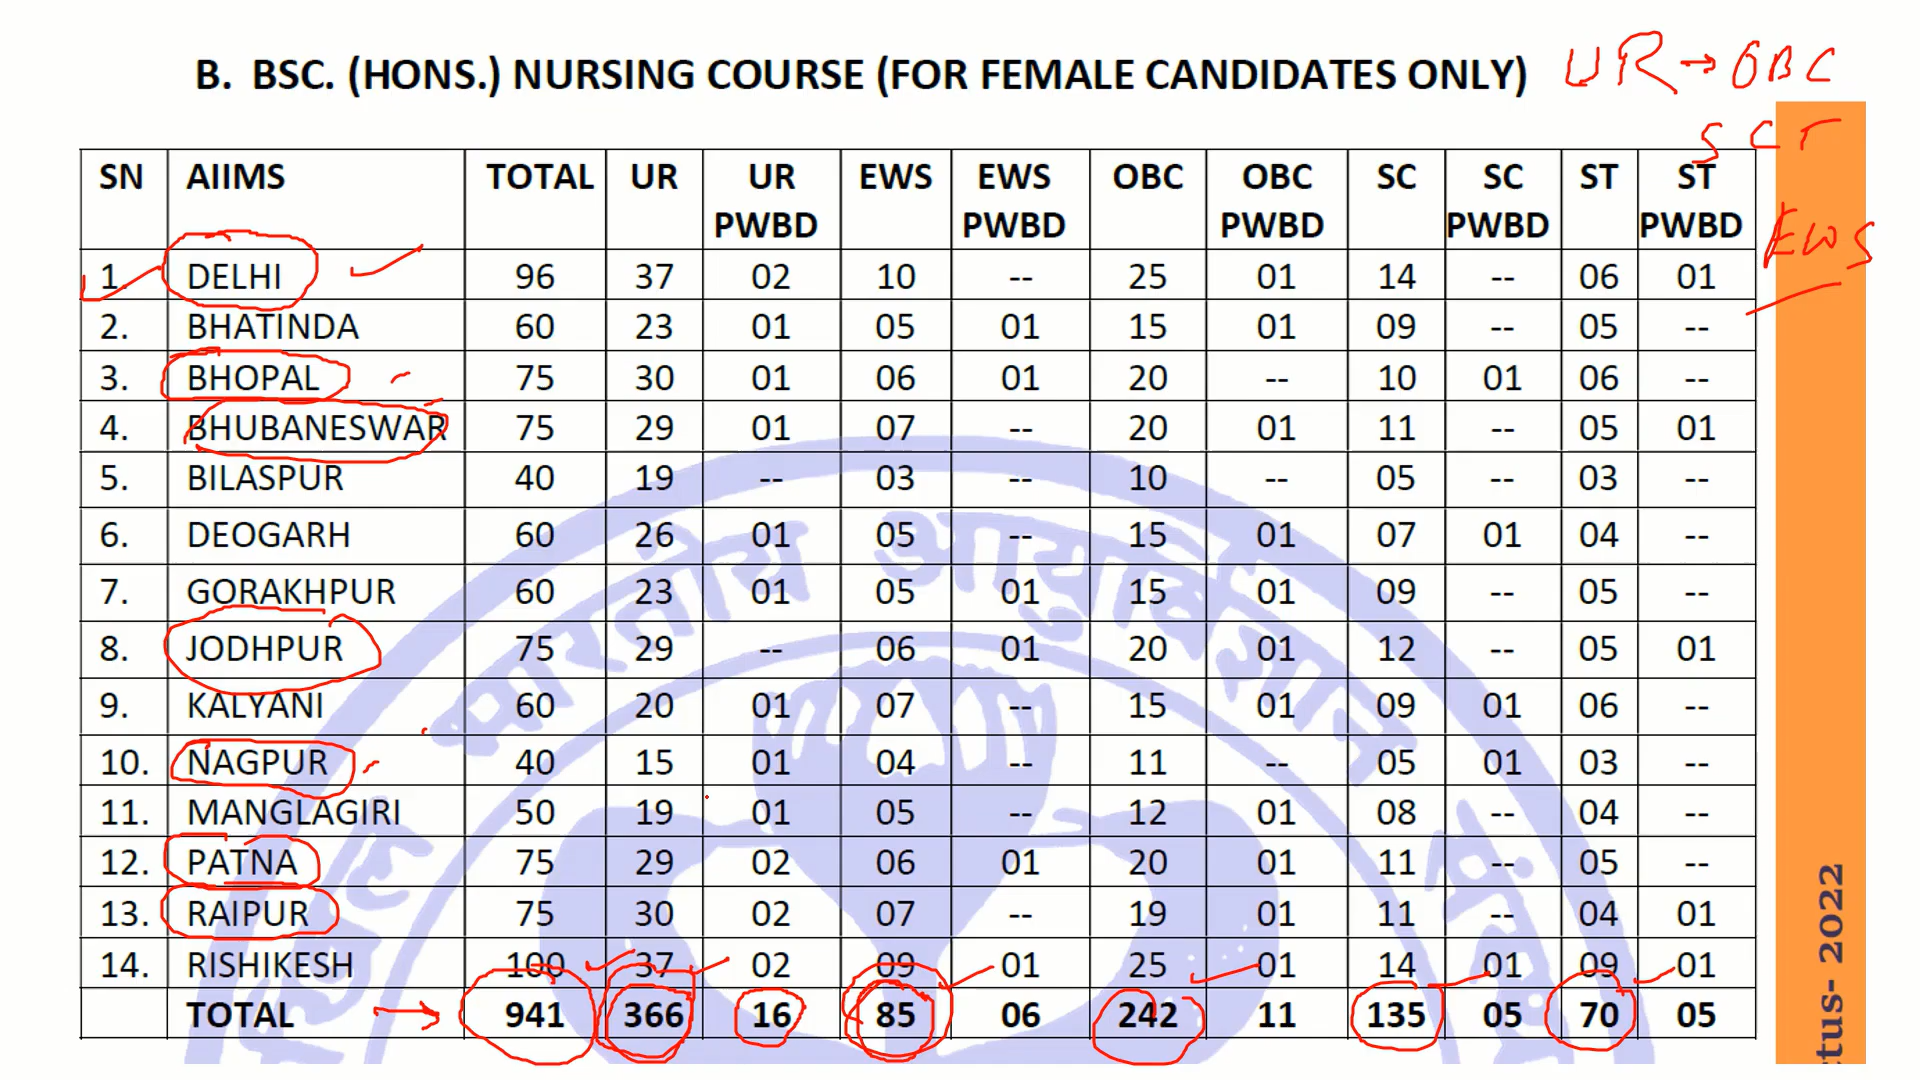 B. BSC. (HONS.) NURSING COURSE (FOR FEMALE CANDIDATES ONLY) UR → OBC
SCT
EWS
SN AIIMS TOTAL UR UR PWBD EWS EWS PWBD OBC OBC PWBD SC SC PWBD ST ST PWBD
1. DELHI 96 37 02 10 -- 25 01 14 -- 06 01
2. BHATINDA 60 23 01 05 01 15 01 09 -- 05 --
3. BHOPAL 75 30 01 06 01 20 -- 10 01 06 --
4. BHUBANESWAR 75 29 01 07 -- 20 01 11 -- 05 01
5. BILASPUR 40 19 -- 03 -- 10 -- 05 -- 03 --
6. DEOGARH 60 26 01 05 -- 15 01 07 01 04 --
7. GORAKHPUR 60 23 01 05 01 15 01 09 -- 05 --
8. JODHPUR 75 29 -- 06 01 20 01 12 -- 05 01
9. KALYANI 60 20 01 07 -- 15 01 09 01 06 --
10. NAGPUR 40 15 01 04 -- 11 -- 05 01 03 --
11. MANGLAGIRI 50 19 01 05 -- 12 01 08 -- 04 --
12. PATNA 75 29 02 06 01 20 01 11 -- 05 --
13. RAIPUR 75 30 02 07 -- 19 01 11 -- 04 01
14. RISHIKESH 100 37 02 09 01 25 01 14 01 09 01
TOTAL 941 366 16 85 06 242 11 135 05 70 05
भारतीय आयुर्विज्ञान
ctus- 2022